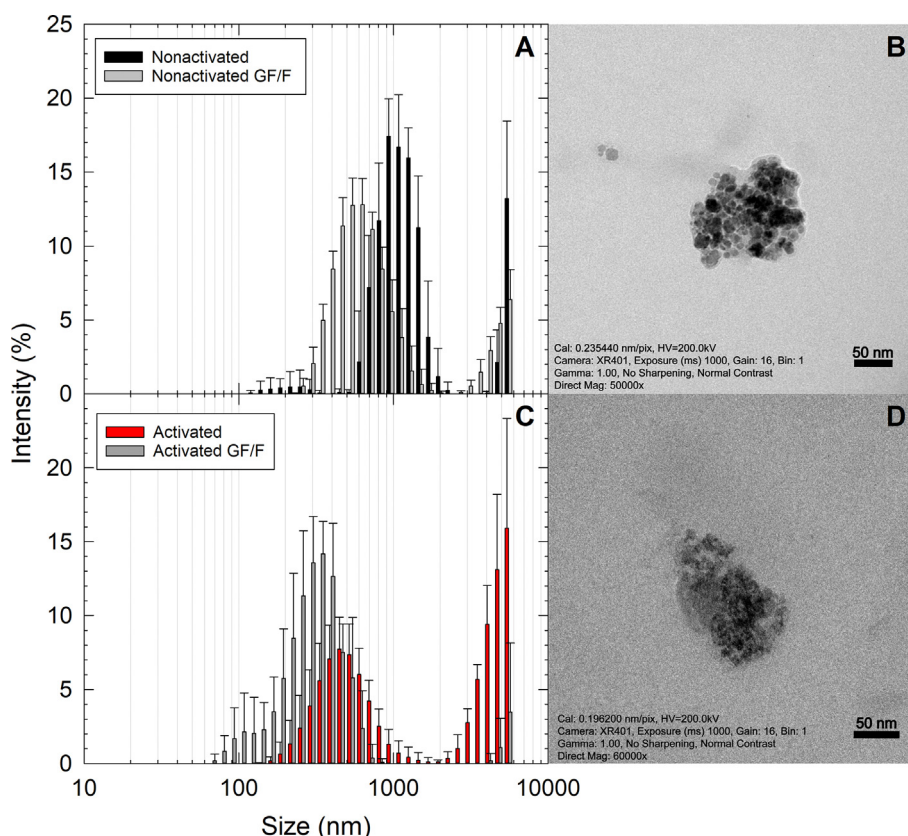 25
20
15
10
5
0
A
Nonactivated
Nonactivated GF/F
B
Cal: 0.235440 nm/pix, HV=200.0kV
Camera: XR401, Exposure (ms) 1000, Gain: 16, Bin: 1
Gamma: 1.00, No Sharpening, Normal Contrast
Direct Mag: 50000x
50 nm
Intensity (%)
20
15
10
5
0
C
Activated
Activated GF/F
10
100
1000
10000
Size (nm)
D
Cal: 0.196200 nm/pix, HV=200.0kV
Camera: XR401, Exposure (ms) 1000, Gain: 16, Bin: 1
Gamma: 1.00, No Sharpening, Normal Contrast
Direct Mag: 60000x
50 nm